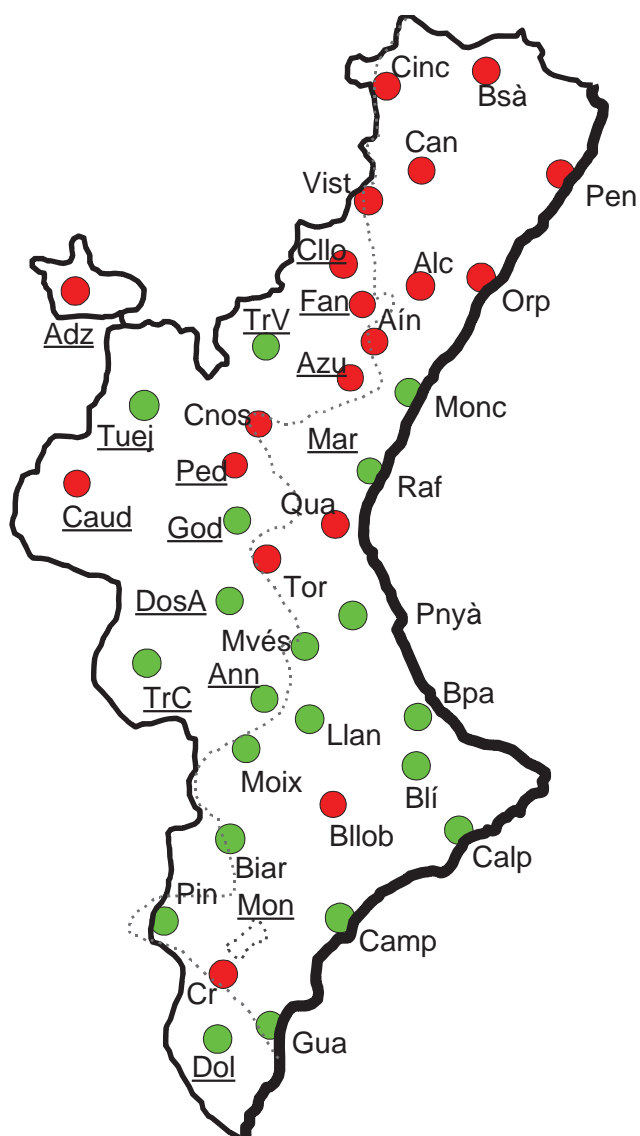 Cinc
Bsà
Can
Vist
Pen
Cllo
Alc
Orp
Fan
Adz
TrV
Aín
Azu
Monc
Cnos
Tuej
Mar
Ped
Raf
Caud
Qua
God
Tor
DosA
Pnyà
Mvés
Ann
TrC
Bpa
Llan
Moix
Blí
Bllob
Calp
Biar
Pin
Mon
Camp
Cr
Gua
Dol